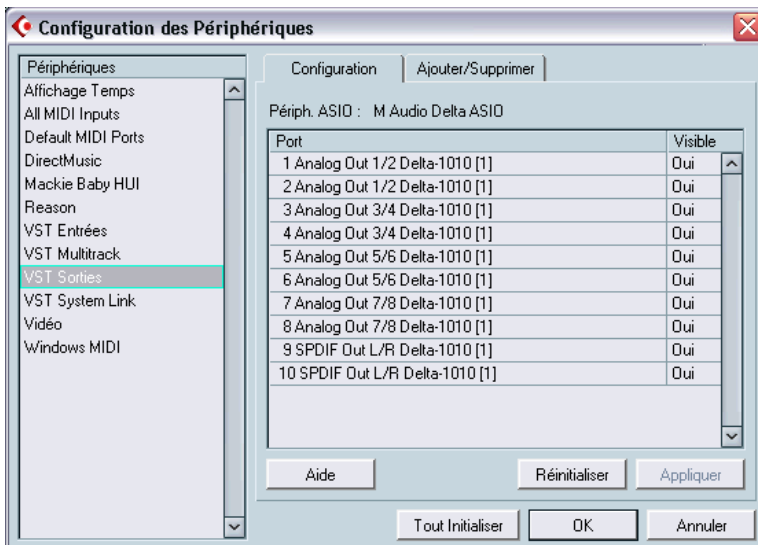 Configuration des Périphériques
Périphériques
Affichage Temps
All MIDI Inputs
Default MIDI Ports
DirectMusic
Mackie Baby HUI
Reason
VST Entrées
VST Multitrack
VST Sorties
VST System Link
Vidéo
Windows MIDI
Configuration
Ajouter/Supprimer
Périph. ASIO : M Audio Delta ASIO
Port Visible
1 Analog Out 1/2 Delta-1010 [1] Oui
2 Analog Out 1/2 Delta-1010 [1] Oui
3 Analog Out 3/4 Delta-1010 [1] Oui
4 Analog Out 3/4 Delta-1010 [1] Oui
5 Analog Out 5/6 Delta-1010 [1] Oui
6 Analog Out 5/6 Delta-1010 [1] Oui
7 Analog Out 7/8 Delta-1010 [1] Oui
8 Analog Out 7/8 Delta-1010 [1] Oui
9 SPDIF Out L/R Delta-1010 [1] Oui
10 SPDIF Out L/R Delta-1010 [1] Oui
Aide
Réinitialiser
Appliquer
Tout Initialiser
OK
Annuler